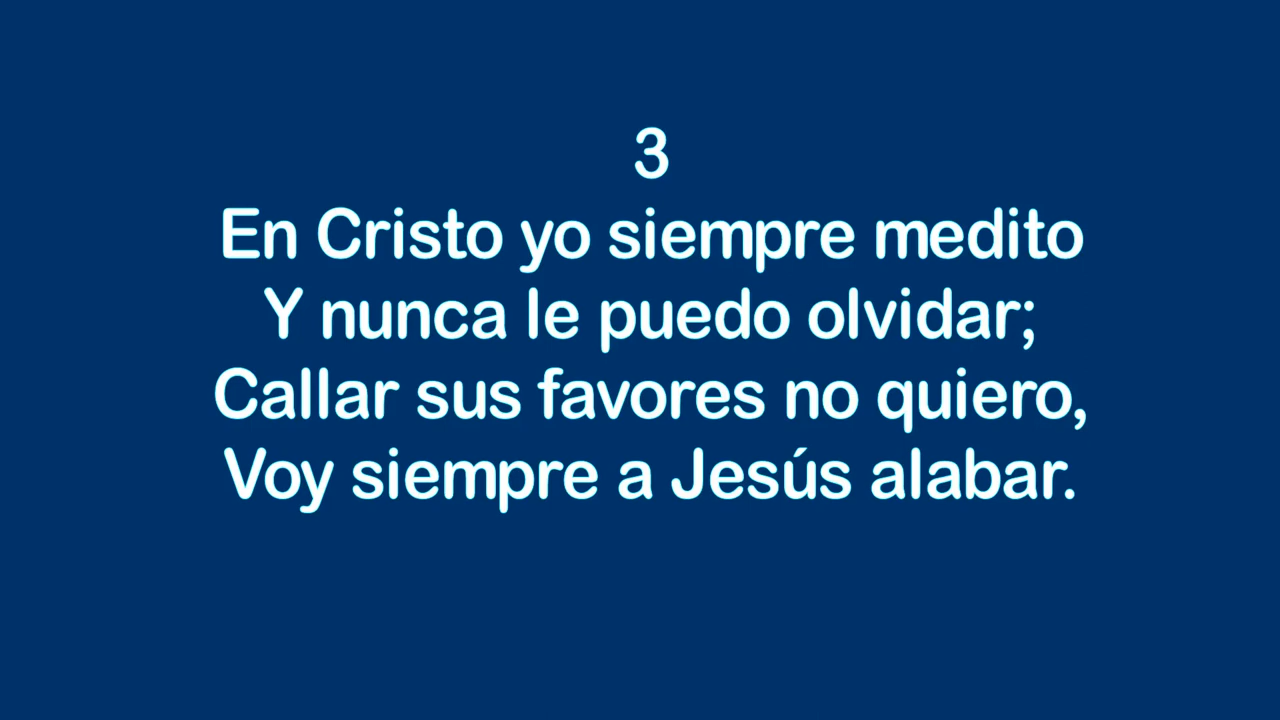 3
En Cristo yo siempre medito
Y nunca le puedo olvidar;
Callar sus favores no quiero,
Voy siempre a Jesús alabar.